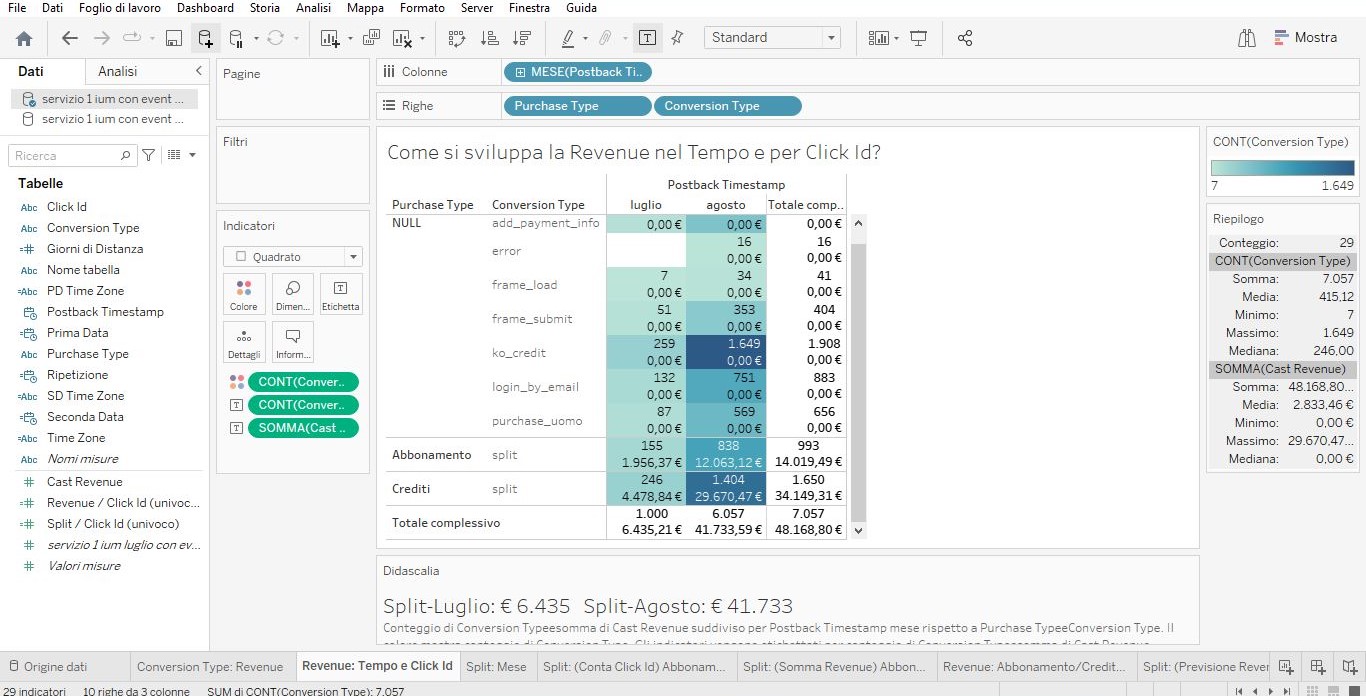 File Dati Foglio di lavoro Dashboard Storia Analisi Mappa Formato Server Finestra Guida
Standard
Mostra
Dati Analisi
servizio 1 ium con event ...
servizio 1 ium con event ...
Ricerca
Tabelle
Abc Click Id
Abc Conversion Type
=# Giorni di Distanza
Abc Nome tabella
=Abc PD Time Zone
Postback Timestamp
Prima Data
Abc Purchase Type
Ripetizione
=Abc SD Time Zone
Seconda Data
=Abc Time Zone
Abc Nomi misure
# Cast Revenue
=# Revenue / Click Id (univoc...
=# Split / Click Id (univoco)
# servizio 1 ium luglio con ev...
# Valori misure
Pagine
Filtri
Indicatori
Quadrato
Colore Dimen... Etichetta
Dettagli Inform...
CONT(Conver..
CONT(Conver..
SOMMA(Cast ..
Colonne MESE(Postback Ti..
Righe Purchase Type Conversion Type
Come si sviluppa la Revenue nel Tempo e per Click Id?
Postback Timestamp
Purchase Type Conversion Type luglio agosto Totale comp..
NULL add_payment_info 0,00 € 0,00 € 0,00 €
error 16 16
0,00 € 0,00 €
frame_load 7 34 41
0,00 € 0,00 € 0,00 €
frame_submit 51 353 404
0,00 € 0,00 € 0,00 €
ko_credit 259 1.649 1.908
0,00 € 0,00 € 0,00 €
login_by_email 132 751 883
0,00 € 0,00 € 0,00 €
purchase_uomo 87 569 656
0,00 € 0,00 € 0,00 €
Abbonamento split 155 838 993
1.956,37 € 12.063,12 € 14.019,49 €
Crediti split 246 1.404 1.650
4.478,84 € 29.670,47 € 34.149,31 €
Totale complessivo 1.000 6.057 7.057
6.435,21 € 41.733,59 € 48.168,80 €
Didascalia
Split-Luglio: € 6.435 Split-Agosto: € 41.733
Conteggio di Conversion Typeesomma di Cast Revenue suddiviso per Postback Timestamp mese rispetto a Purchase TypeeConversion Type. Il
colore mostra conteggio di Conversion Type. Gli indicatori vengono etichettati per conteggio di Conversion Typeesomma di Cast Revenue.
CONT(Conversion Type)
7 1.649
Riepilogo
Conteggio: 29
CONT(Conversion Type)
Somma: 7.057
Media: 415,12
Minimo: 7
Massimo: 1.649
Mediana: 246,00
SOMMA(Cast Revenue)
Somma: 48.168,80...
Media: 2.833,46 €
Minimo: 0,00 €
Massimo: 29.670,47...
Mediana: 0,00 €
Origine dati Conversion Type: Revenue Revenue: Tempo e Click Id Split: Mese Split: (Conta Click Id) Abbonam... Split: (Somma Revenue) Abbon... Revenue: Abbonamento/Credit... Split: (Previsione Rever
29 indicatori 10 righe da 3 colonne SUM di CONT(Conversion Type): 7.057